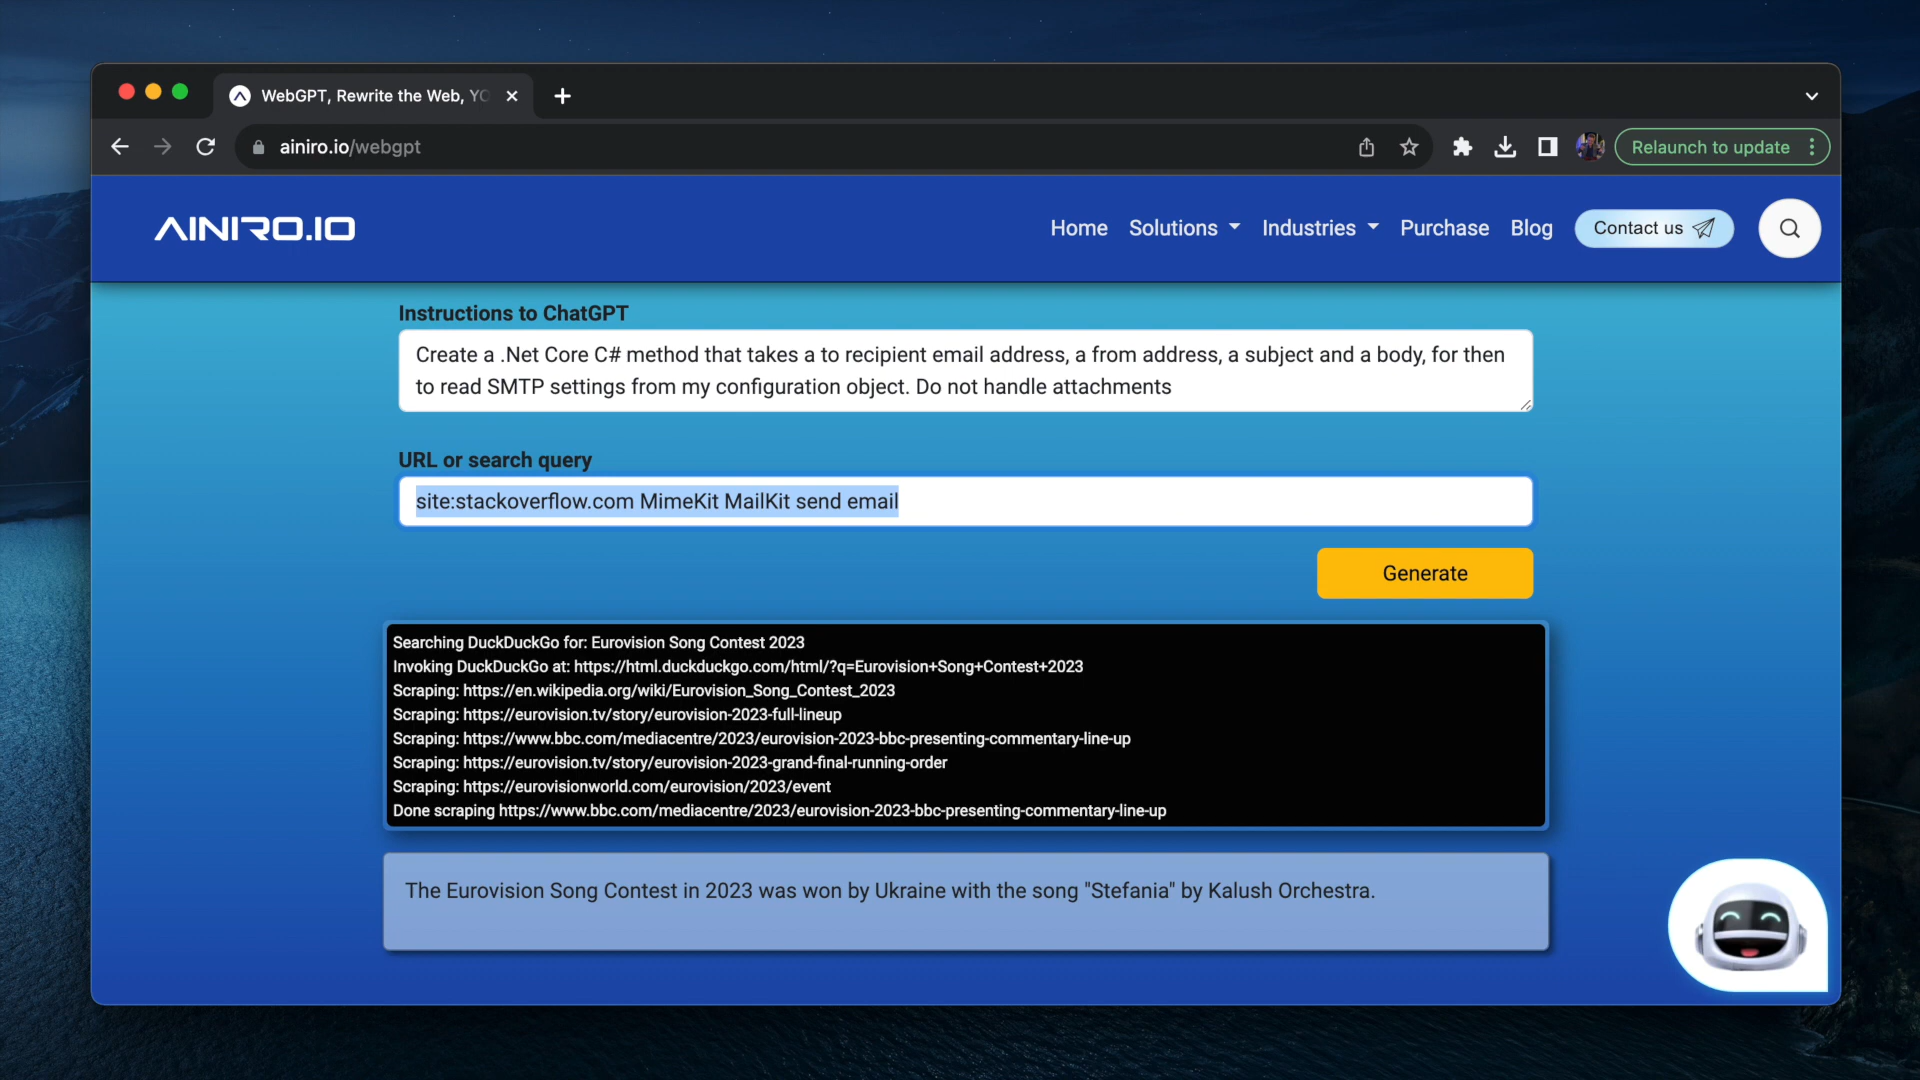 WebGPT, Rewrite the Web, YO
ainiro.io/webgpt
Relaunch to update
AINIRO.IO
Home Solutions Industries Purchase Blog Contact us
Instructions to ChatGPT
Create a .Net Core C# method that takes a to recipient email address, a from address, a subject and a body, for then
to read SMTP settings from my configuration object. Do not handle attachments
URL or search query
site:stackoverflow.com MimeKit MailKit send email
Generate
Searching DuckDuckGo for: Eurovision Song Contest 2023
Invoking DuckDuckGo at: https://html.duckduckgo.com/html/?q=Eurovision+Song+Contest+2023
Scraping: https://en.wikipedia.org/wiki/Eurovision_Song_Contest_2023
Scraping: https://eurovision.tv/story/eurovision-2023-full-lineup
Scraping: https://www.bbc.com/mediacentre/2023/eurovision-2023-bbc-presenting-commentary-line-up
Scraping: https://eurovision.tv/story/eurovision-2023-grand-final-running-order
Scraping: https://eurovisionworld.com/eurovision/2023/event
Done scraping https://www.bbc.com/mediacentre/2023/eurovision-2023-bbc-presenting-commentary-line-up
The Eurovision Song Contest in 2023 was won by Ukraine with the song "Stefania" by Kalush Orchestra.